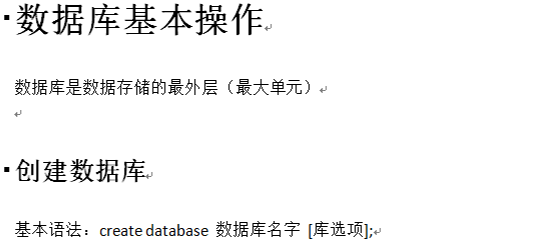 数据库基本操作
数据库是数据存储的最外层（最大单元）
创建数据库
基本语法：create database 数据库名字 [库选项];